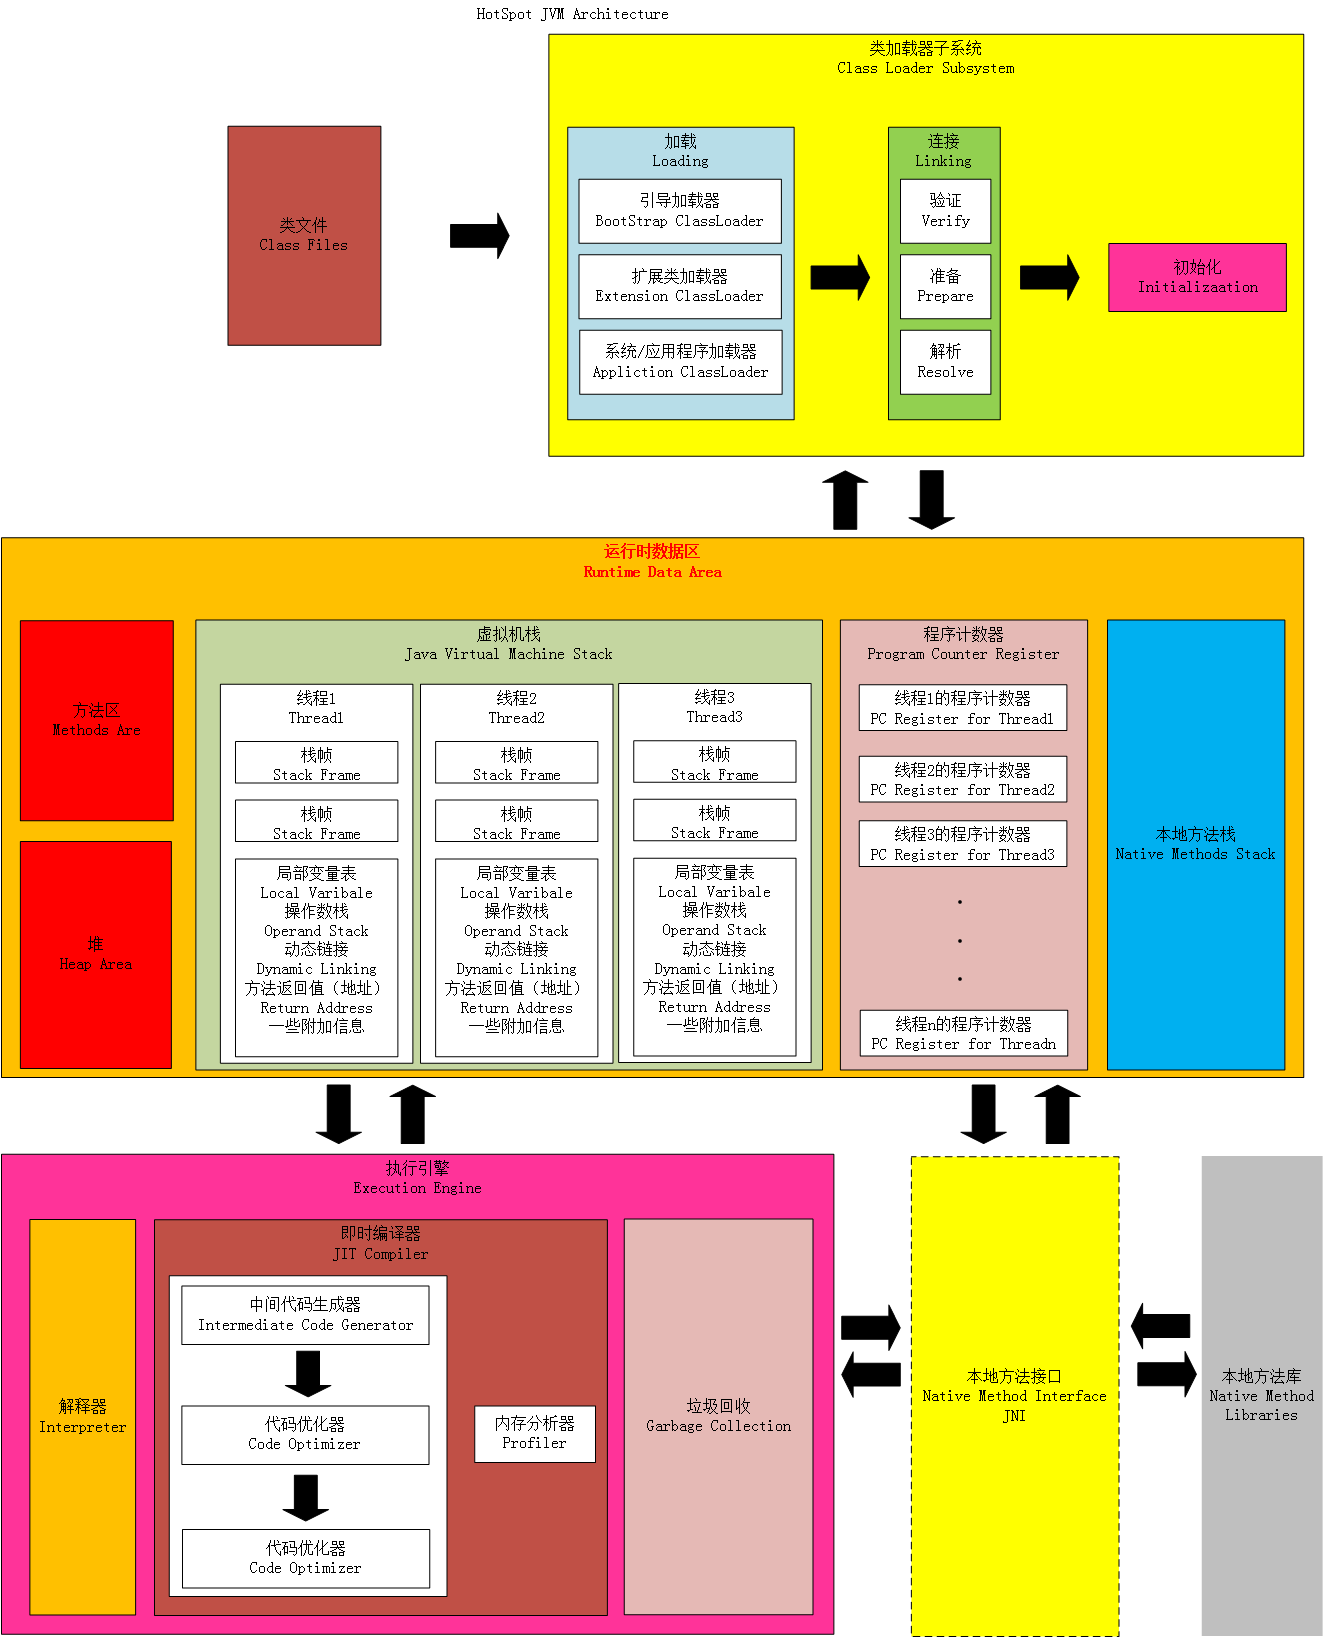 HotSpot JVM Architecture
类加载器子系统
Class Loader Subsystem
类文件
Class Files
加载
Loading
引导加载器
BootStrap ClassLoader
扩展类加载器
Extension ClassLoader
系统/应用程序加载器
Appliction ClassLoader
连接
Linking
验证
Verify
准备
Prepare
解析
Resolve
初始化
Initializaation
运行时数据区
Runtime Data Area
方法区
Methods Are
堆
Heap Area
虚拟机栈
Java Virtual Machine Stack
线程1
Thread1
栈帧
Stack Frame
栈帧
Stack Frame
局部变量表
Local Varibale
操作数栈
Operand Stack
动态链接
Dynamic Linking
方法返回值（地址）
Return Address
一些附加信息
线程2
Thread2
栈帧
Stack Frame
栈帧
Stack Frame
局部变量表
Local Varibale
操作数栈
Operand Stack
动态链接
Dynamic Linking
方法返回值（地址）
Return Address
一些附加信息
线程3
Thread3
栈帧
Stack Frame
栈帧
Stack Frame
局部变量表
Local Varibale
操作数栈
Operand Stack
动态链接
Dynamic Linking
方法返回值（地址）
Return Address
一些附加信息
程序计数器
Program Counter Register
线程1的程序计数器
PC Register for Thread1
线程2的程序计数器
PC Register for Thread2
线程3的程序计数器
PC Register for Thread3
.
.
.
线程n的程序计数器
PC Register for Threadn
本地方法栈
Native Methods Stack
执行引擎
Execution Engine
解释器
Interpreter
即时编译器
JIT Compiler
中间代码生成器
Intermediate Code Generator
代码优化器
Code Optimizer
代码优化器
Code Optimizer
内存分析器
Profiler
垃圾回收
Garbage Collection
本地方法接口
Native Method Interface
JNI
本地方法库
Native Method
Libraries